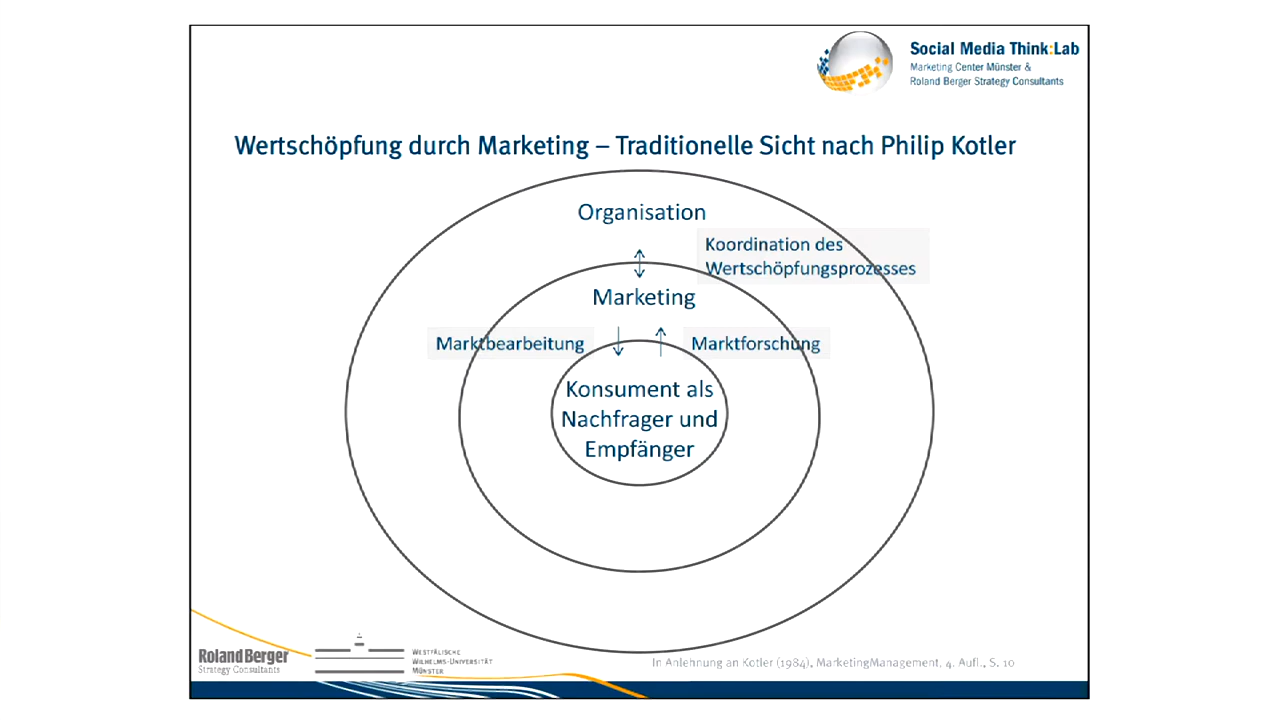 Social Media Think:Lab
Marketing Center Münster &
Roland Berger Strategy Consultants
Wertschöpfung durch Marketing – Traditionelle Sicht nach Philip Kotler
Organisation
Koordination des
Wertschöpfungsprozesses
Marketing
Marktbearbeitung
Marktforschung
Konsument als
Nachfrager und
Empfänger
Roland Berger
Strategy Consultants
Westfälische
Wilhelms-Universität
Münster
In Anlehnung an Kotler (1984), MarketingManagement, 4. Aufl., S. 10